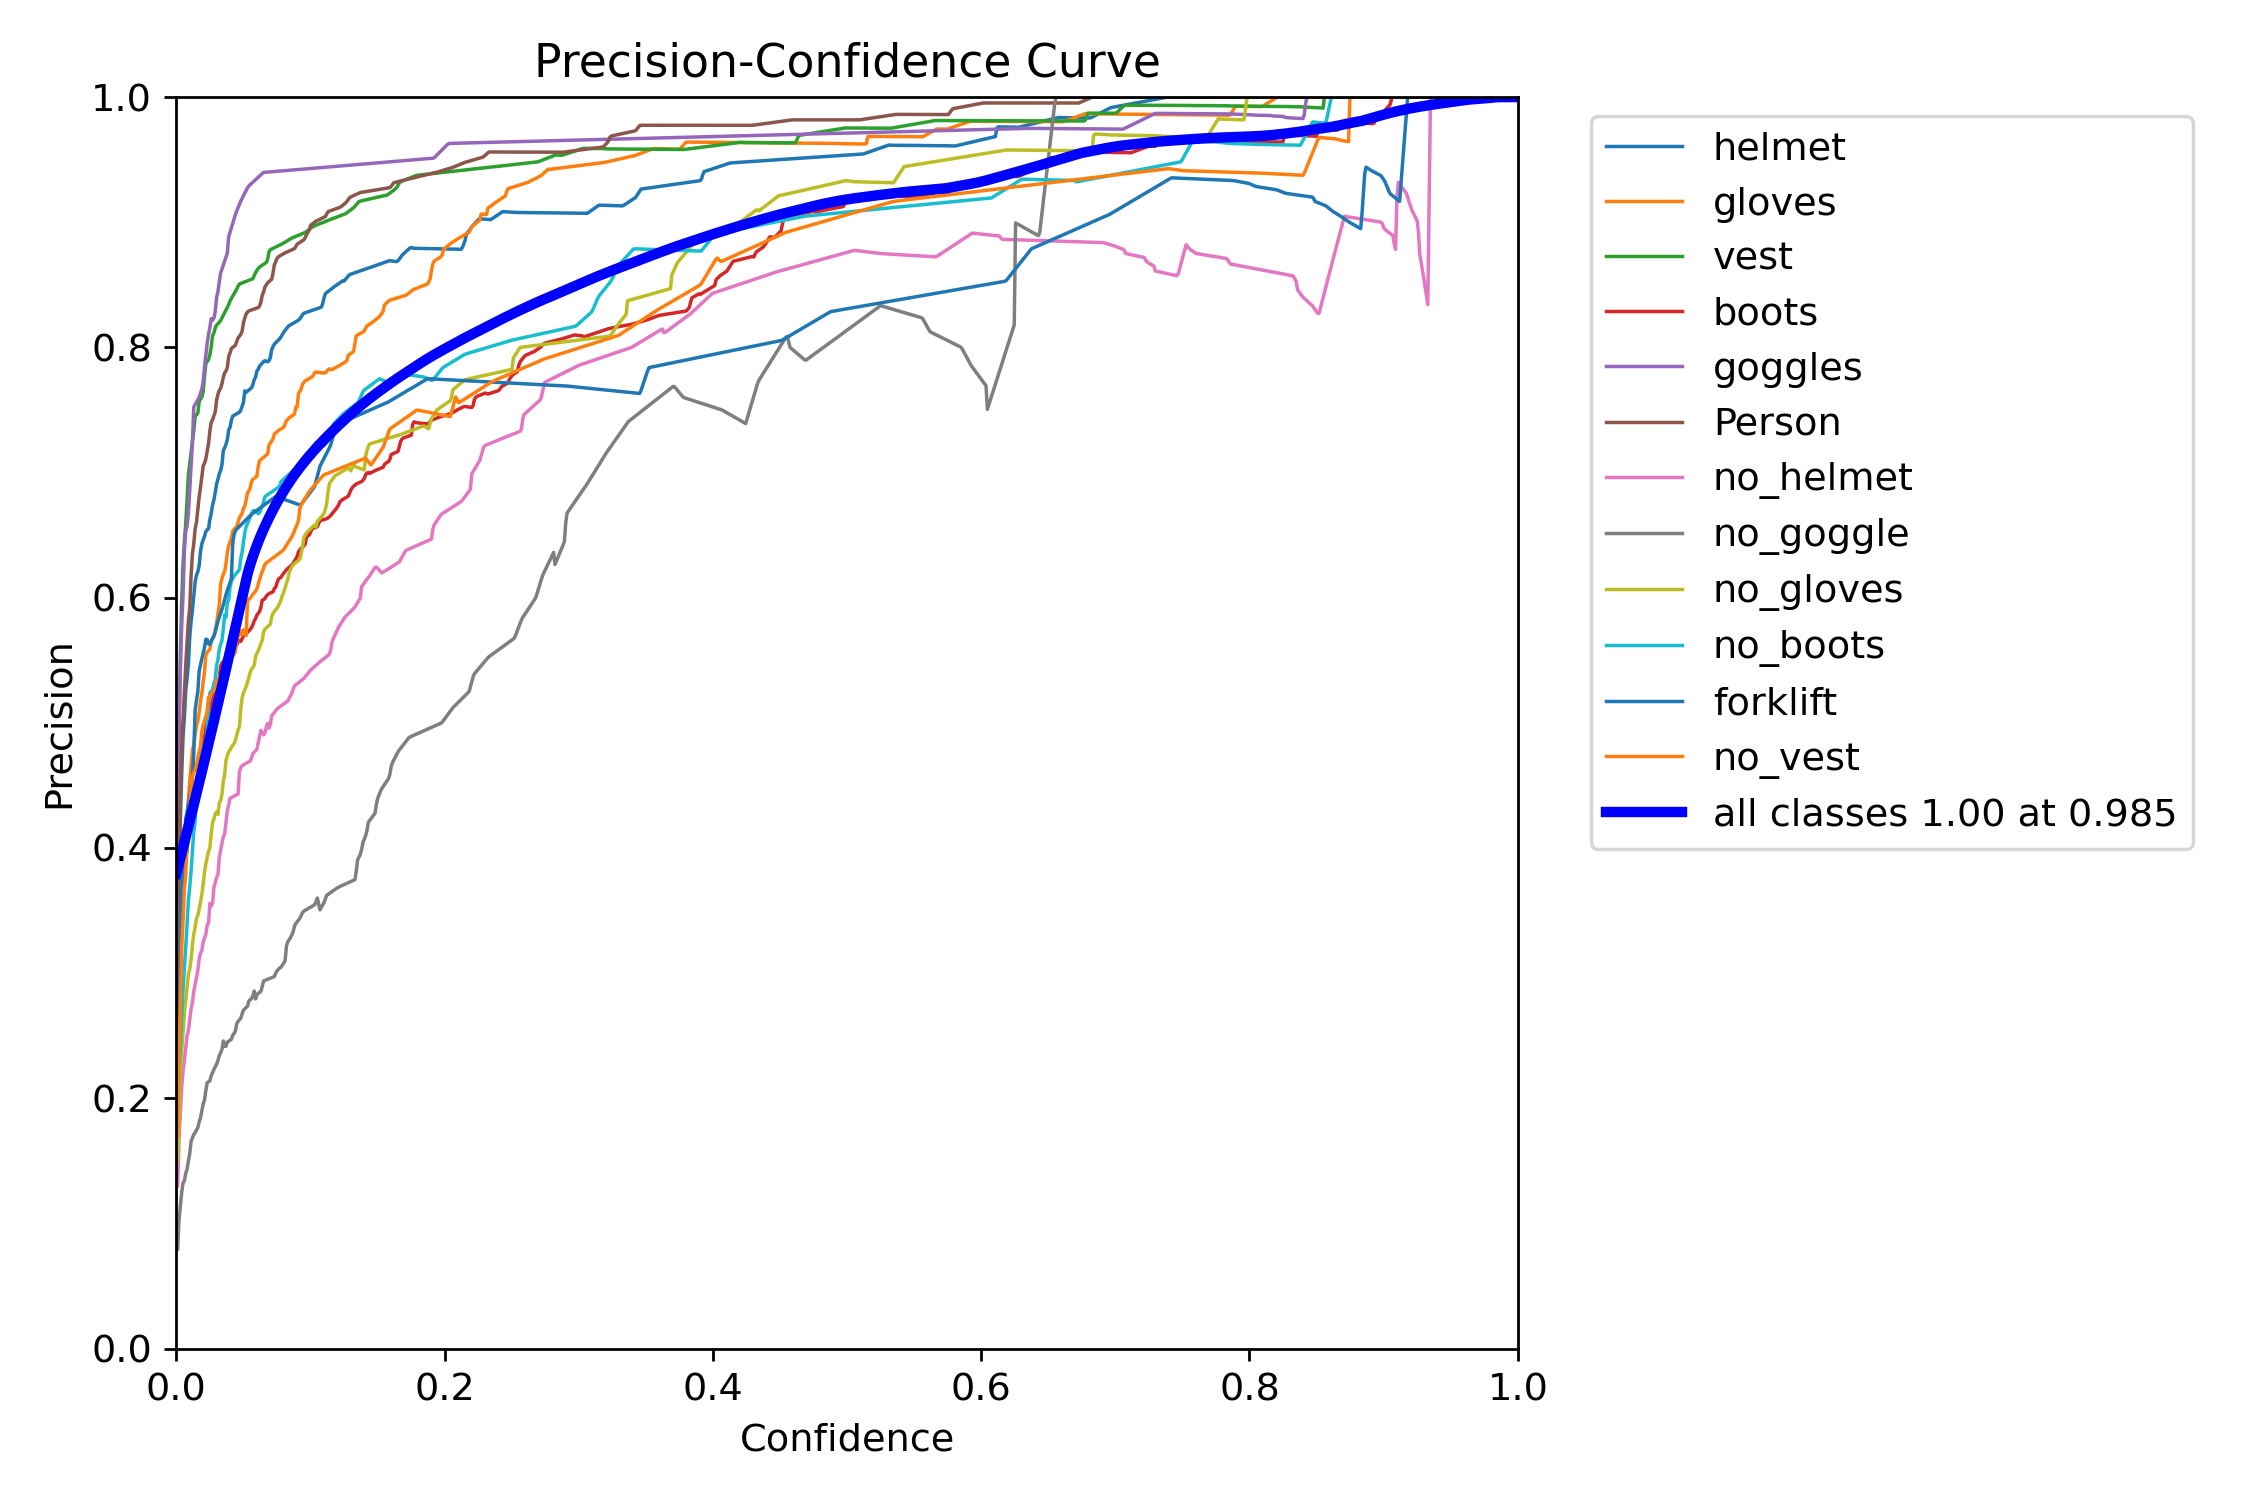 Precision-Confidence Curve
1.0
0.8
0.6
0.4
0.2
0.0
Precision
0.0 0.2 0.4 0.6 0.8 1.0
Confidence
helmet
gloves
vest
boots
goggles
Person
no_helmet
no_goggle
no_gloves
no_boots
forklift
no_vest
all classes 1.00 at 0.985